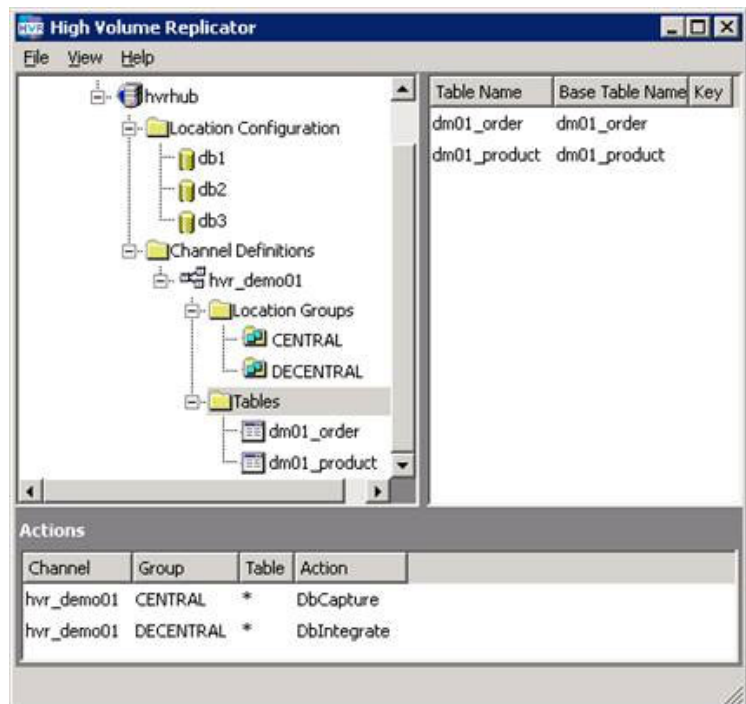 HVR High Volume Replicator
File View Help
hvrhub
Location Configuration
db1
db2
db3
Channel Definitions
hvr_demo01
Location Groups
CENTRAL
DECENTRAL
Tables
dm01_order
dm01_product
Table Name Base Table Name Key
dm01_order dm01_order
dm01_product dm01_product
Actions
Channel Group Table Action
hvr_demo01 CENTRAL * DbCapture
hvr_demo01 DECENTRAL * DbIntegrate